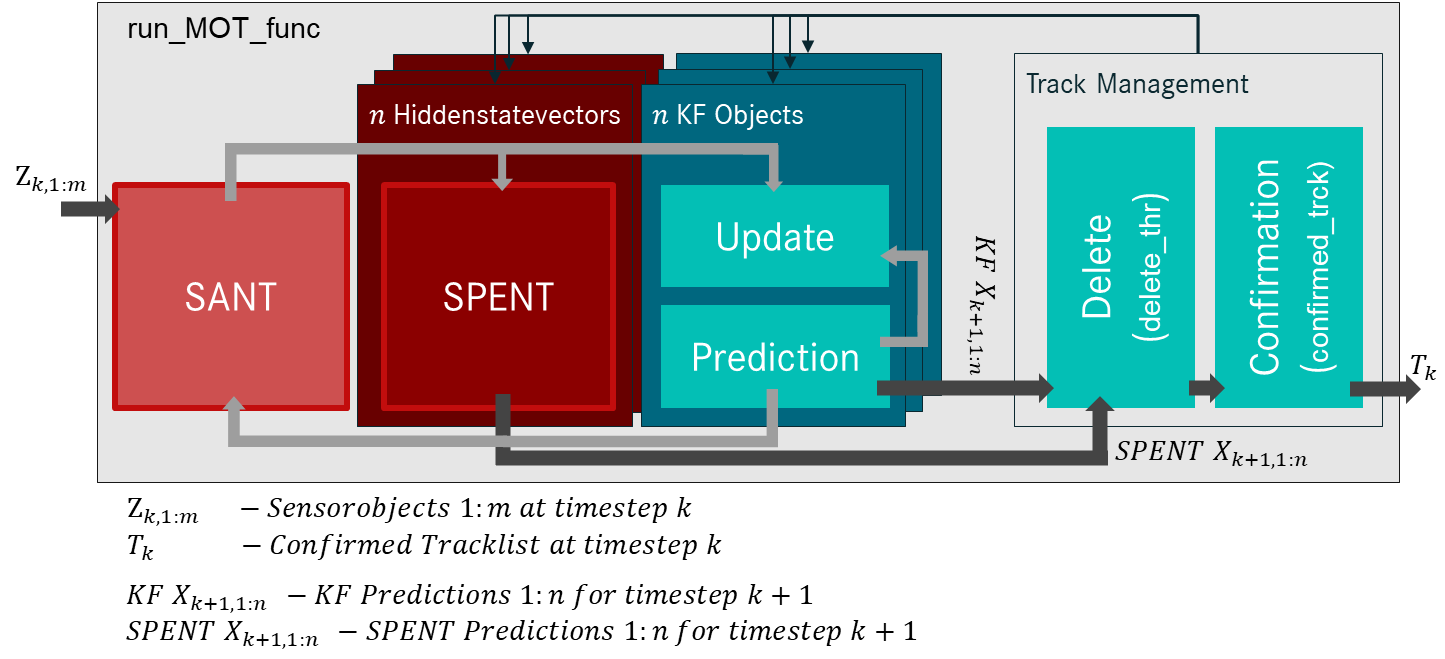 run_MOT_func
Track Management
n Hiddenstatevectors
n KF Objects
Z_{k,1:m}
SANT
SPENT
Update
Prediction
KF X_{k+1,1:n}
Delete
(delete_thr)
Confirmation
(confirmed_trck)
T_k
SPENT X_{k+1,1:n}
Z_{k,1:m} – Sensorobjects 1:m at timestep k
T_k – Confirmed Tracklist at timestep k
KF X_{k+1,1:n} – KF Predictions 1:n for timestep k + 1
SPENT X_{k+1,1:n} – SPENT Predictions 1:n for timestep k + 1